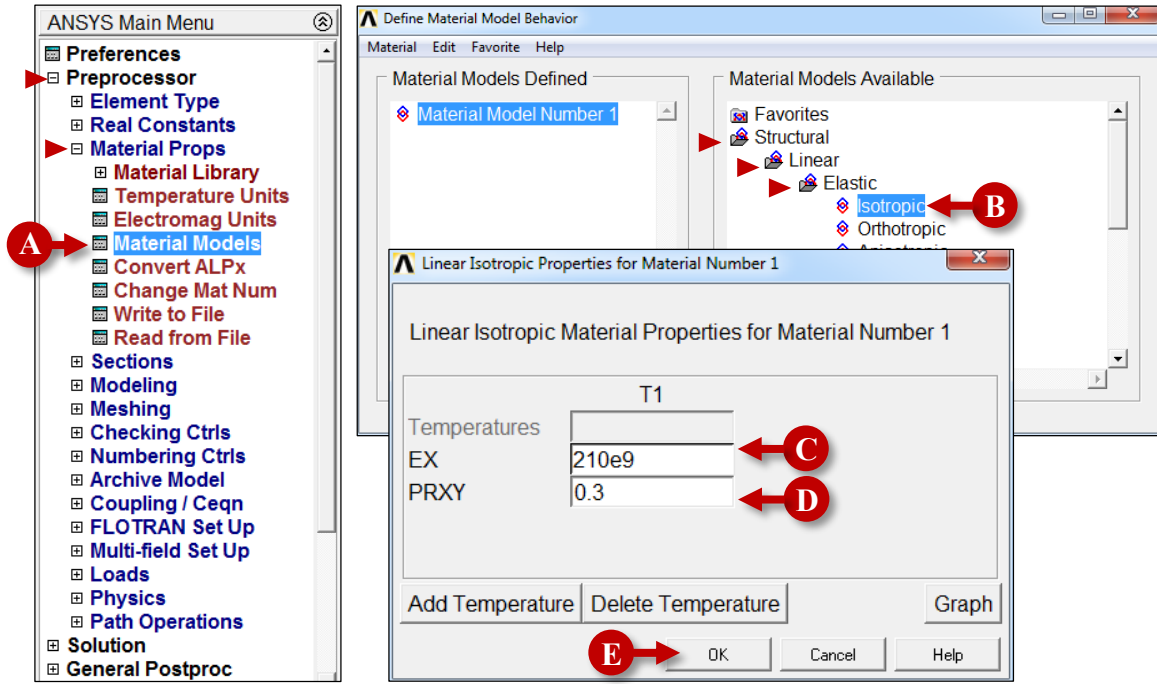 ANSYS Main Menu
Preferences
Preprocessor
Element Type
Real Constants
Material Props
Material Library
Temperature Units
Electromag Units
A
Material Models
Convert ALPx
Change Mat Num
Write to File
Read from File
Sections
Modeling
Meshing
Checking Ctrls
Numbering Ctrls
Archive Model
Coupling / Ceqn
FLOTRAN Set Up
Multi-field Set Up
Loads
Physics
Path Operations
Solution
General Postproc
Define Material Model Behavior
Material Edit Favorite Help
Material Models Defined
Material Model Number 1
Material Models Available
Favorites
Structural
Linear
Elastic
Isotropic
B
Orthotropic
Anisotropic
Linear Isotropic Properties for Material Number 1
Linear Isotropic Material Properties for Material Number 1
T1
Temperatures
C
EX 210e9
PRXY 0.3
D
Add Temperature Delete Temperature Graph
E
OK Cancel Help